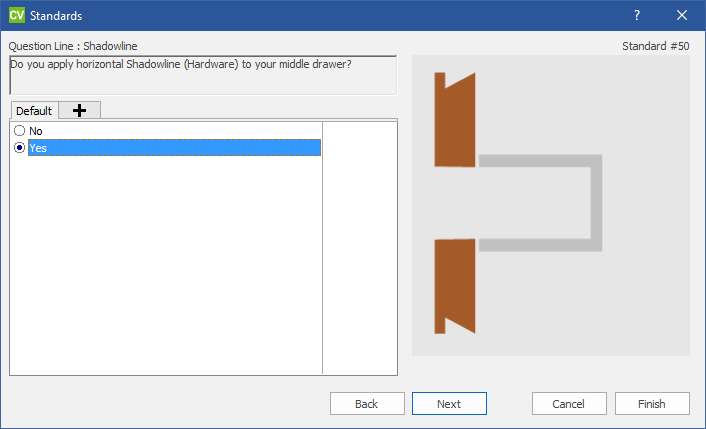 CV Standards
?
Question Line : Shadowline
Standard #50
Do you apply horizontal Shadowline (Hardware) to your middle drawer?
Default
No
Yes
Back
Next
Cancel
Finish